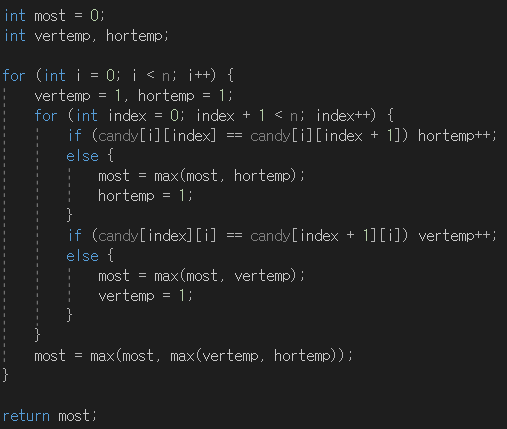 int most = 0;
int vertemp, hortemp;
for (int i = 0; i < n; i++) {
vertemp = 1, hortemp = 1;
for (int index = 0; index + 1 < n; index++) {
if (candy[i][index] == candy[i][index + 1]) hortemp++;
else {
most = max(most, hortemp);
hortemp = 1;
}
if (candy[index][i] == candy[index + 1][i]) vertemp++;
else {
most = max(most, vertemp);
vertemp = 1;
}
}
most = max(most, max(vertemp, hortemp));
}
return most;